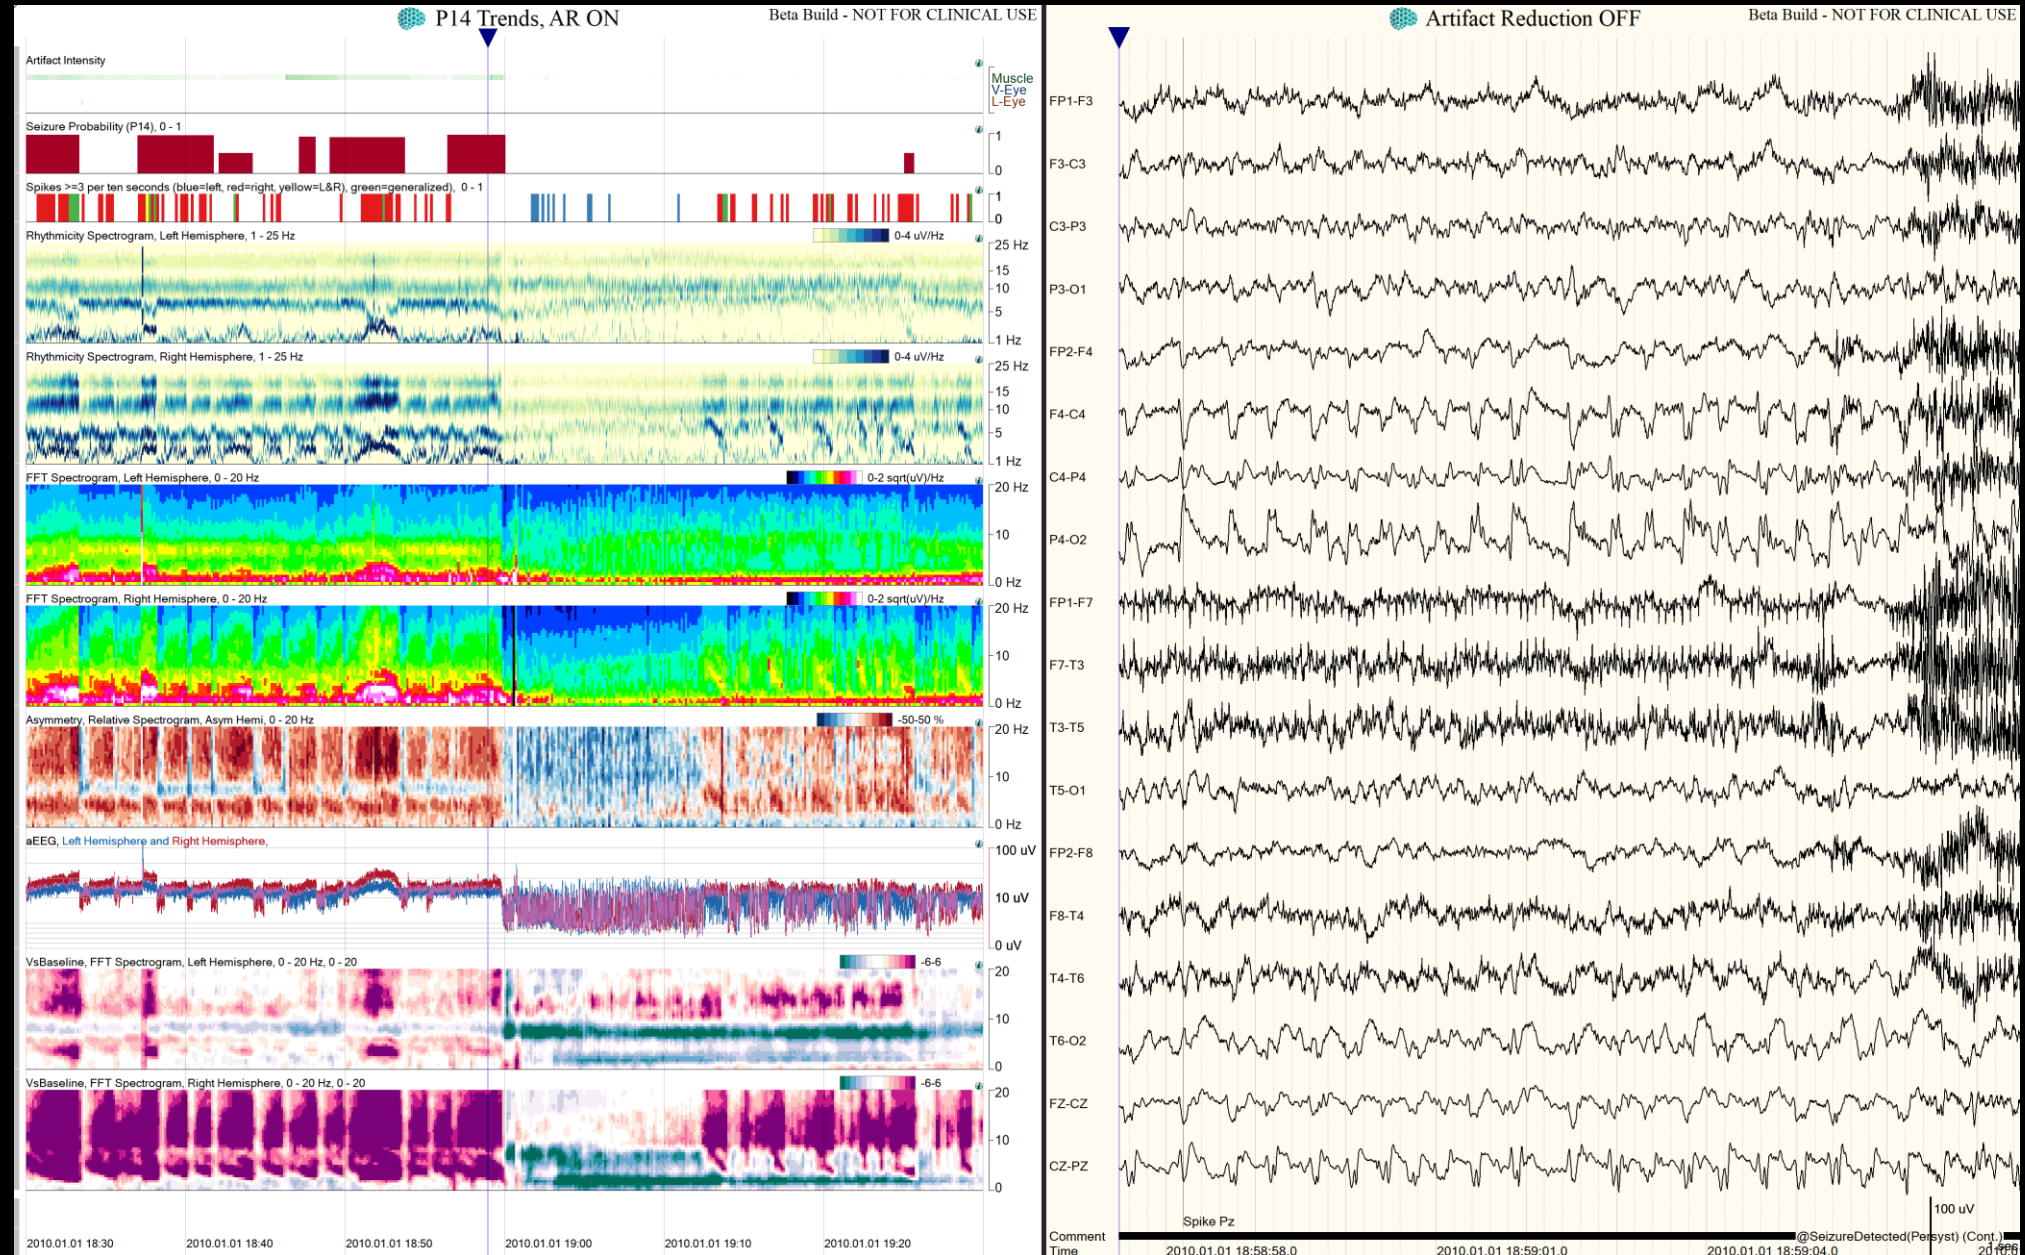 P14 Trends, AR ON
Beta Build - NOT FOR CLINICAL USE
Artifact Intensity
Muscle
V-Eye
L-Eye
Seizure Probability (P14), 0 - 1
1
0
Spikes >=3 per ten seconds (blue=left, red=right, yellow=L&R), green=generalized), 0 - 1
1
0
Rhythmicity Spectrogram, Left Hemisphere, 1 - 25 Hz
0-4 uV/Hz
25 Hz
15
10
5
1 Hz
Rhythmicity Spectrogram, Right Hemisphere, 1 - 25 Hz
0-4 uV/Hz
25 Hz
15
10
5
1 Hz
FFT Spectrogram, Left Hemisphere, 0 - 20 Hz
0-2 sqrt(uV)/Hz
20 Hz
10
0 Hz
FFT Spectrogram, Right Hemisphere, 0 - 20 Hz
0-2 sqrt(uV)/Hz
20 Hz
10
0 Hz
Asymmetry, Relative Spectrogram, Asym Hemi, 0 - 20 Hz
-50-50 %
20 Hz
10
0 Hz
aEEG, Left Hemisphere and Right Hemisphere,
100 uV
10 uV
0 uV
VsBaseline, FFT Spectrogram, Left Hemisphere, 0 - 20 Hz, 0 - 20
-6-6
20
10
0
VsBaseline, FFT Spectrogram, Right Hemisphere, 0 - 20 Hz, 0 - 20
-6-6
20
10
0
2010.01.01 18:30
2010.01.01 18:40
2010.01.01 18:50
2010.01.01 19:00
2010.01.01 19:10
2010.01.01 19:20
Artifact Reduction OFF
Beta Build - NOT FOR CLINICAL USE
FP1-F3
F3-C3
C3-P3
P3-O1
FP2-F4
F4-C4
C4-P4
P4-O2
FP1-F7
F7-T3
T3-T5
T5-O1
FP2-F8
F8-T4
T4-T6
T6-O2
FZ-CZ
CZ-PZ
Spike Pz
100 uV
Comment
@SeizureDetected(Persyst) (Cont.)
Time
2010.01.01 18:58:58.0
2010.01.01 18:59:01.0
2010.01.01 18:59:04.0